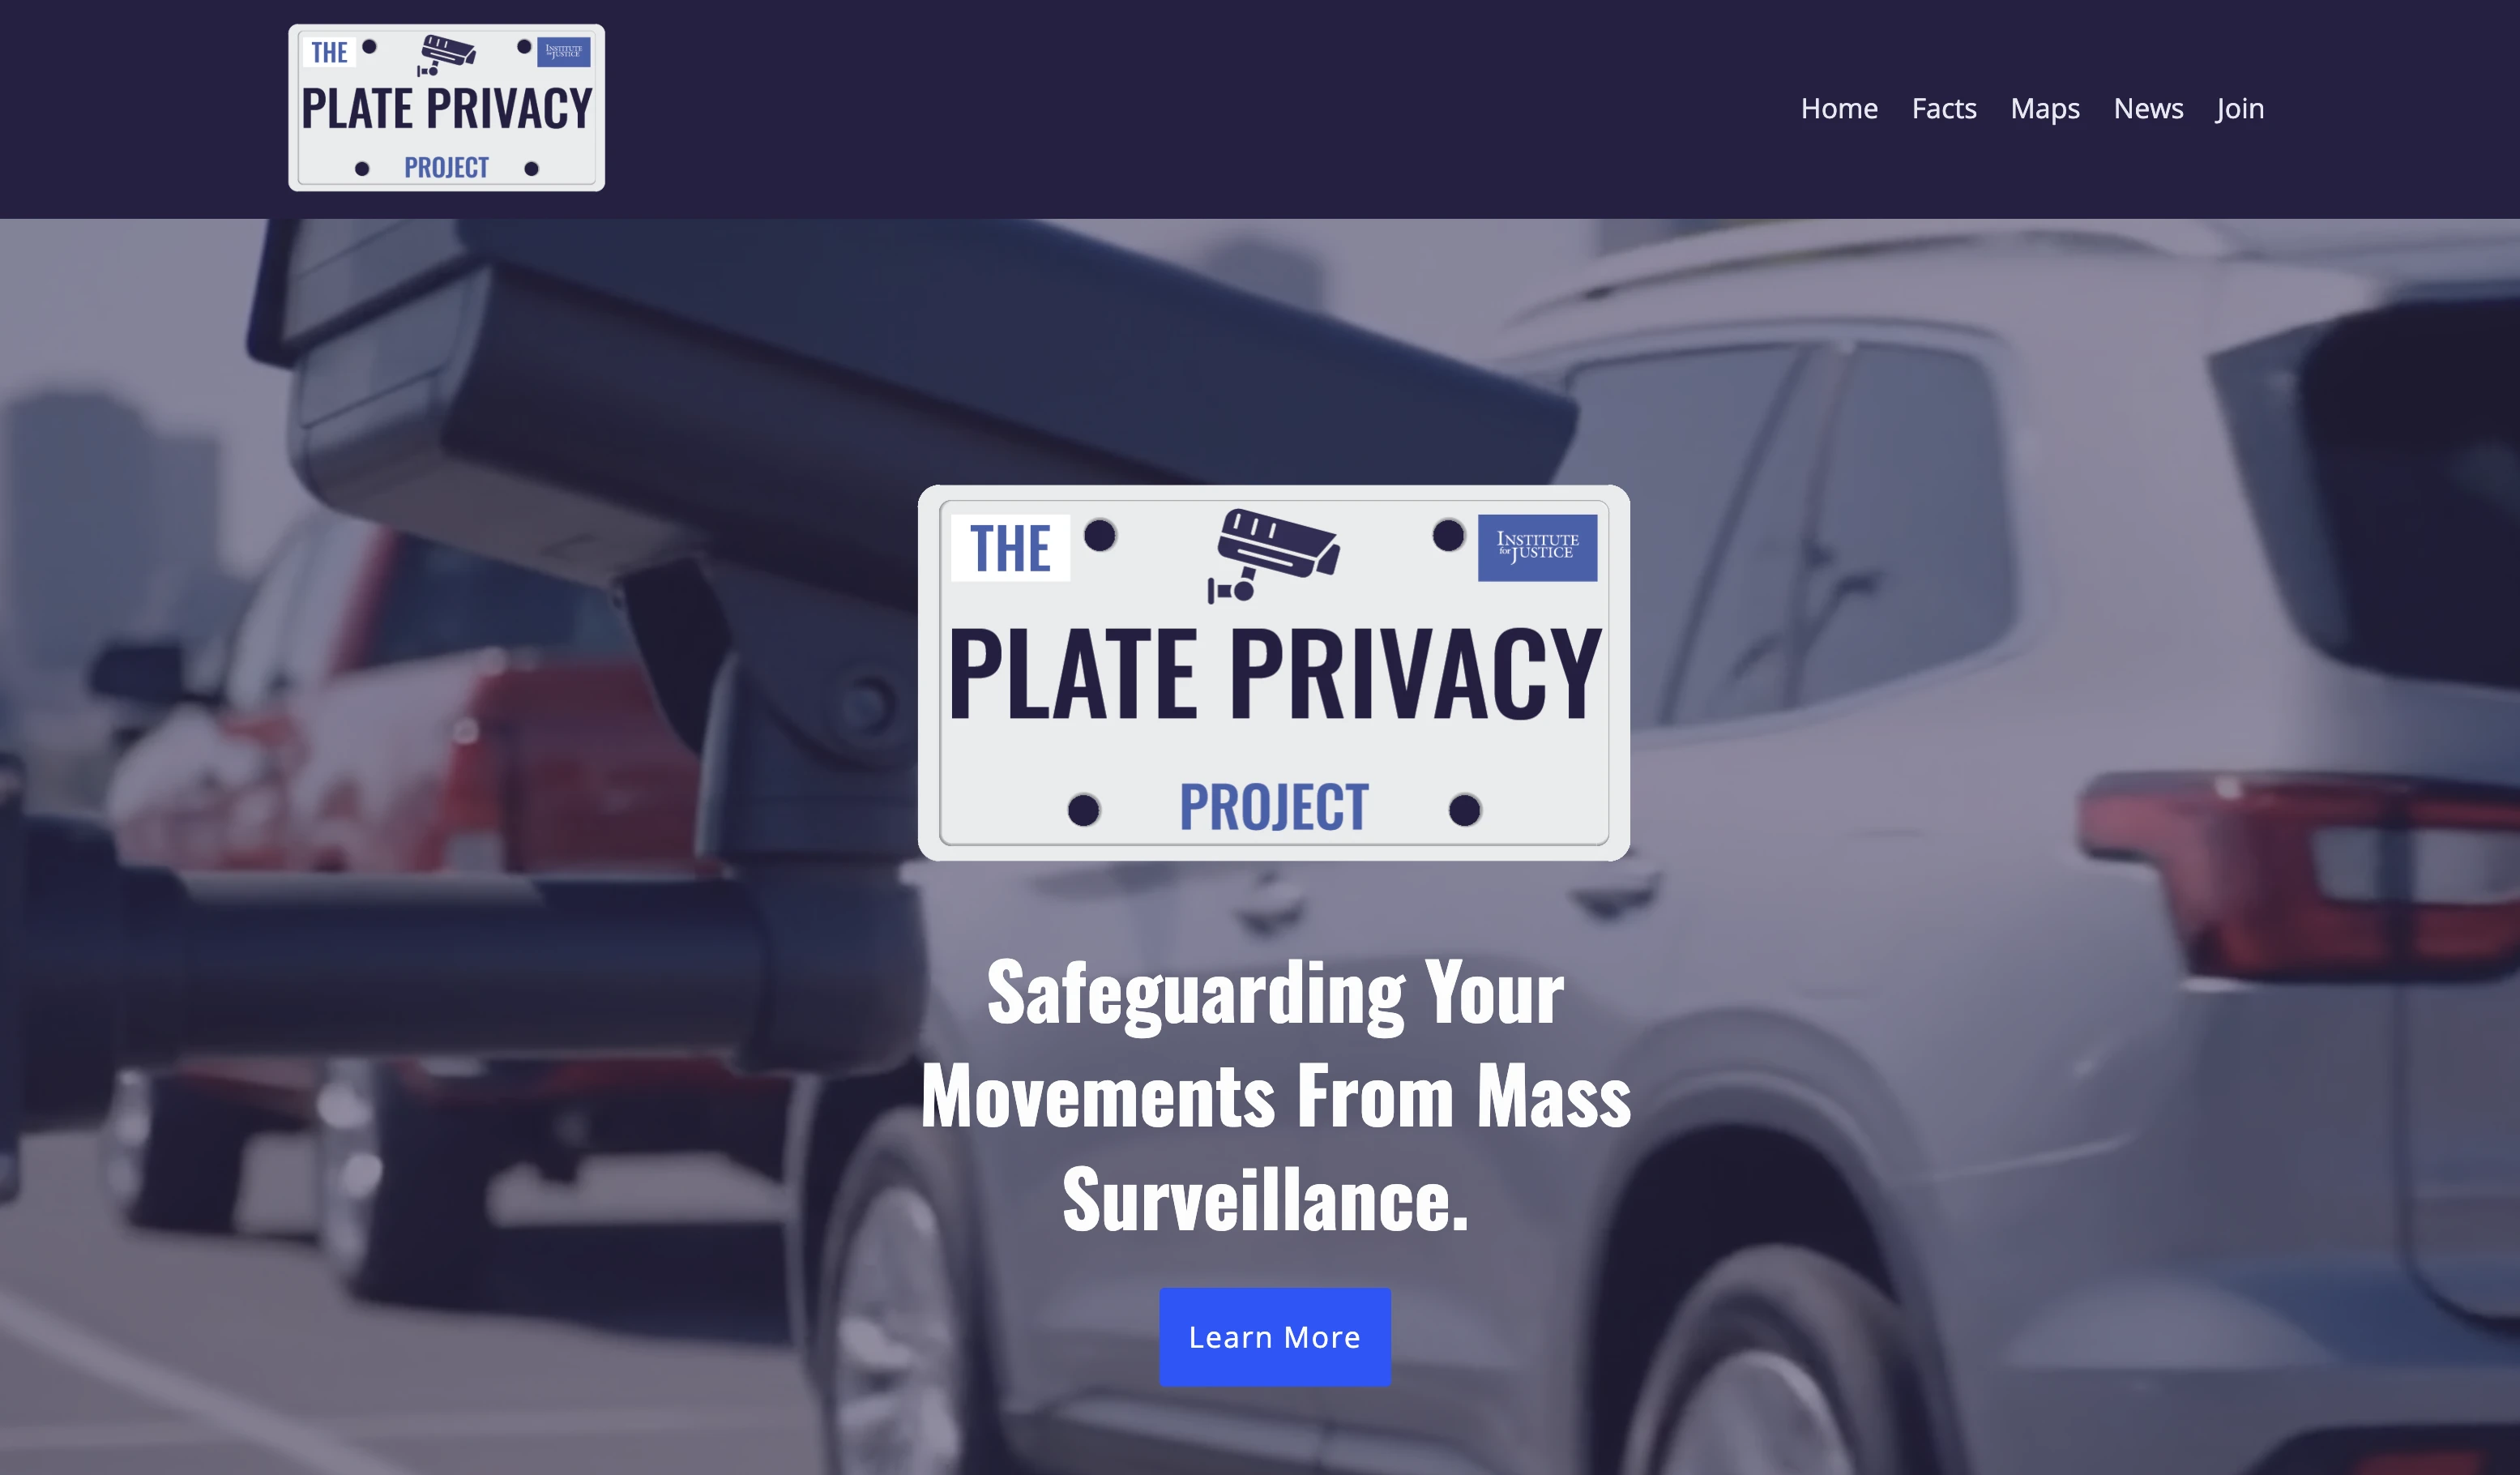 THE
INSTITUTE
for JUSTICE
PLATE PRIVACY
PROJECT
Home Facts Maps News Join
THE
INSTITUTE
for JUSTICE
PLATE PRIVACY
PROJECT
Safeguarding Your
Movements From Mass
Surveillance.
Learn More